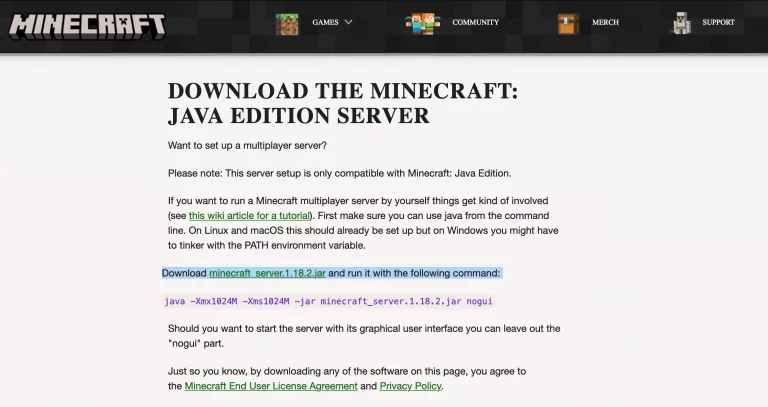 MINECRAFT
GAMES
COMMUNITY
MERCH
SUPPORT
DOWNLOAD THE MINECRAFT:
JAVA EDITION SERVER
Want to set up a multiplayer server?
Please note: This server setup is only compatible with Minecraft: Java Edition.
If you want to run a Minecraft multiplayer server by yourself things get kind of involved
(see this wiki article for a tutorial). First make sure you can use java from the command
line. On Linux and macOS this should already be set up but on Windows you might have
to tinker with the PATH environment variable.
Download minecraft_server.1.18.2.jar and run it with the following command:
java -Xmx1024M -Xms1024M -jar minecraft_server.1.18.2.jar nogui
Should you want to start the server with its graphical user interface you can leave out the
"nogui" part.
Just so you know, by downloading any of the software on this page, you agree to
the Minecraft End User License Agreement and Privacy Policy.